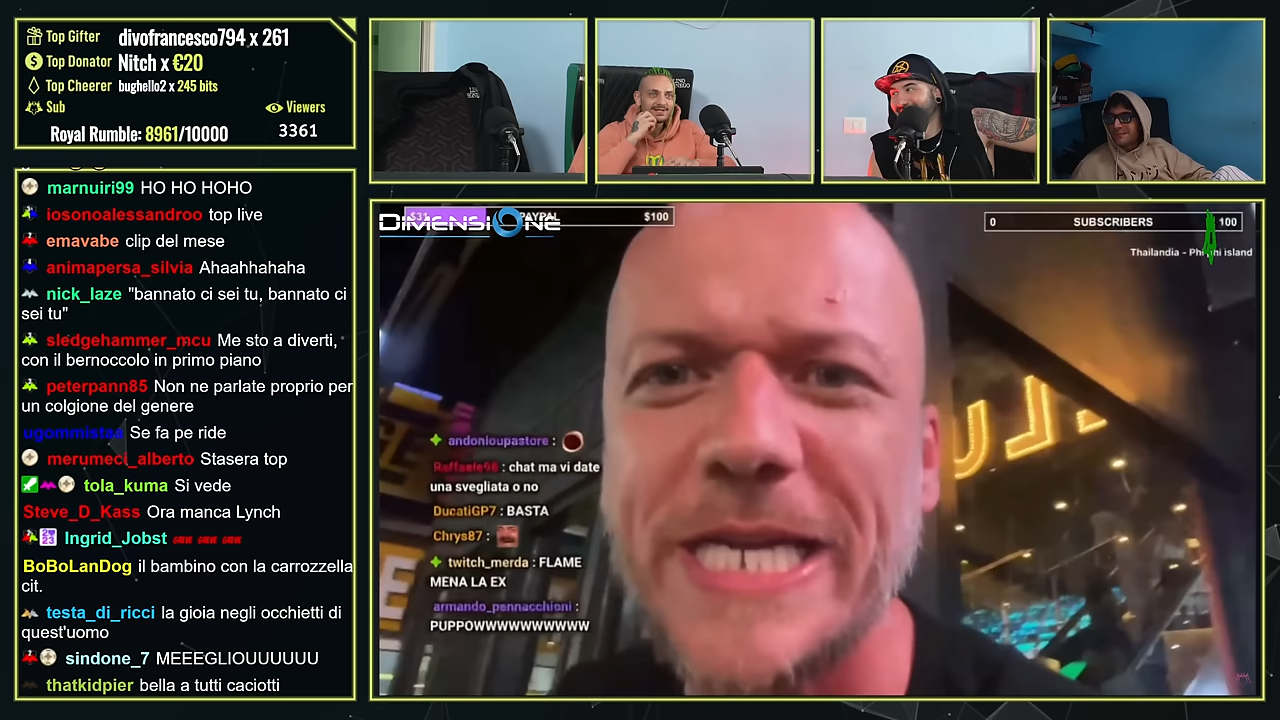 Top Gifter divofrancesco794 x 261
Top Donator Nitch x €20
Top Cheerer bughello2 x 245 bits
Sub Viewers
Royal Rumble: 8961/10000 3361
marnuiri99 HO HO HOHO
iosonoalessandroo top live
emavabe clip del mese
animapersa_silvia Ahaahhahaha
nick_laze "bannato ci sei tu, bannato ci
sei tu"
sledgehammer_mcu Me sto a diverti,
con il bernoccolo in primo piano
peterpann85 Non ne parlate proprio per
un colgione del genere
ugommistao Se fa pe ride
merumeci_alberto Stasera top
tola_kuma Si vede
Steve_D_Kass Ora manca Lynch
Ingrid_Jobst
BoBoLanDog il bambino con la carrozzella
cit.
testa_di_ricci la gioia negli occhietti di
quest'uomo
sindone_7 MEEEGLIOUUUUUU
thatkidpier bella a tutti caciotti
$31 PAYPAL $100
DIMENSIONE
0 SUBSCRIBERS 100
Thailandia - Phi island
andonioupastore :
Raffaele98 : chat ma vi date
una svegliata o no
DucatiGP7 : BASTA
Chrys87 :
twitch_merda : FLAME
MENA LA EX
armando_pennacchioni :
PUPPOWWWWWWWWWW